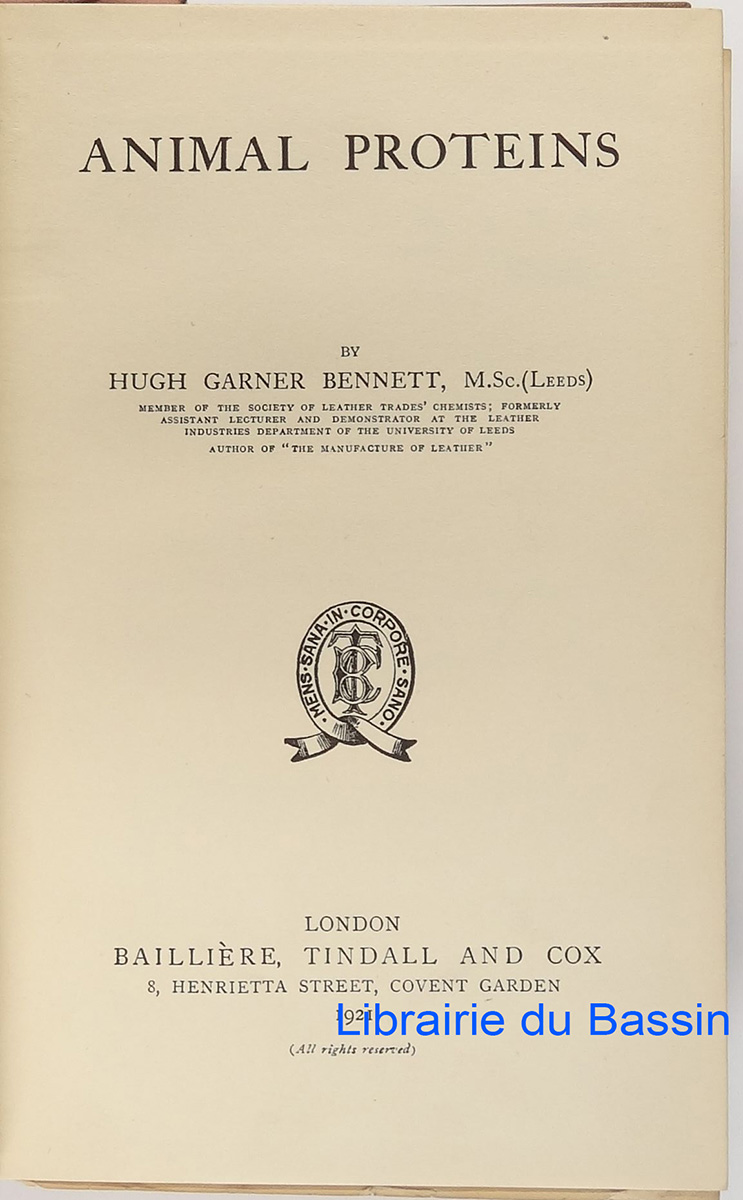 ANIMAL PROTEINS
BY
HUGH GARNER BENNETT, M.Sc.(LEEDS)
MEMBER OF THE SOCIETY OF LEATHER TRADES' CHEMISTS; FORMERLY
ASSISTANT LECTURER AND DEMONSTRATOR AT THE LEATHER
INDUSTRIES DEPARTMENT OF THE UNIVERSITY OF LEEDS
AUTHOR OF "THE MANUFACTURE OF LEATHER"
MENS·SANA·IN·CORPORE·SANO·
LONDON
BAILLIÈRE, TINDALL AND COX
8, HENRIETTA STREET, COVENT GARDEN
1921
Librairie du Bassin
(All rights reserved)